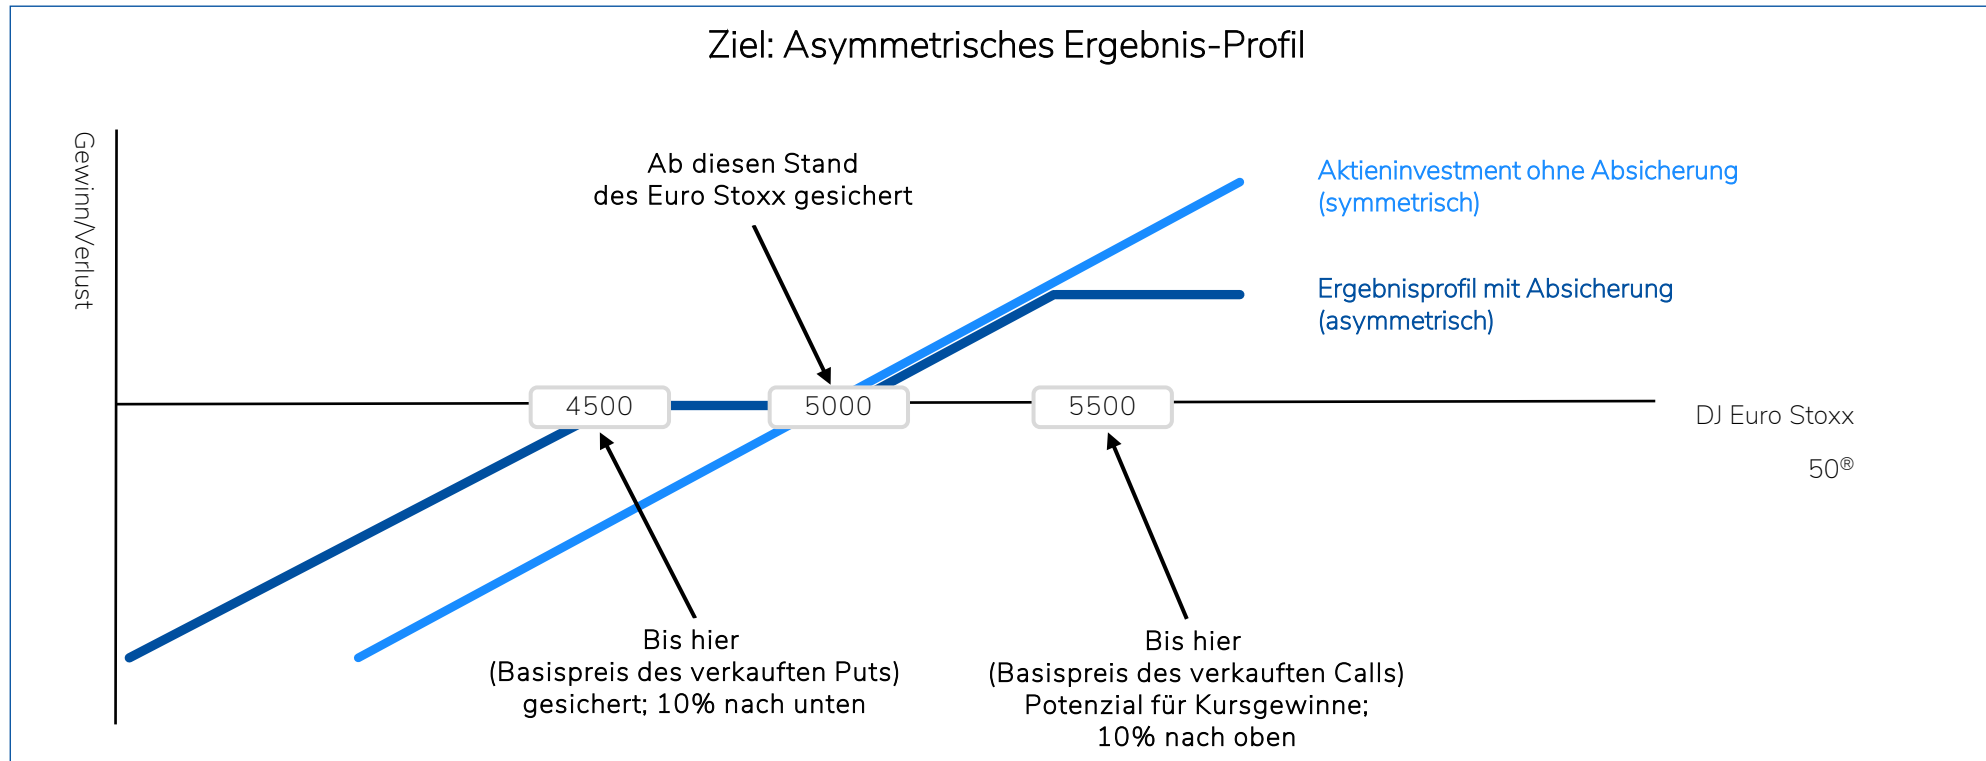 Ziel: Asymmetrisches Ergebnis-Profil
Gewinn/Verlust
Ab diesen Stand
des Euro Stoxx gesichert
Aktieninvestment ohne Absicherung
(symmetrisch)
Ergebnisprofil mit Absicherung
(asymmetrisch)
4500
5000
5500
DJ Euro Stoxx
50®
Bis hier
(Basispreis des verkauften Puts)
gesichert; 10% nach unten
Bis hier
(Basispreis des verkauften Calls)
Potenzial für Kursgewinne;
10% nach oben